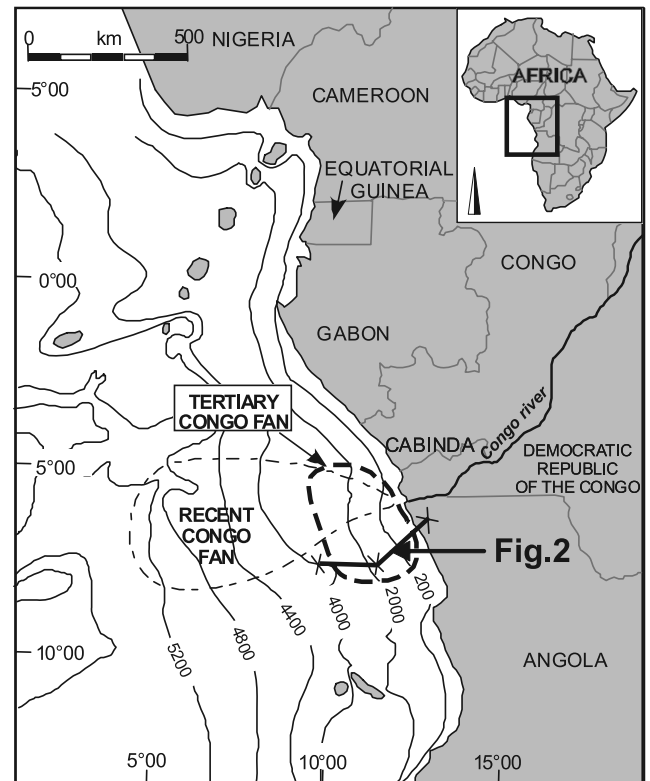 0 km 500
NIGERIA
AFRICA
5°00
CAMEROON
EQUATORIAL
GUINEA
CONGO
0°00
GABON
TERTIARY
CONGO FAN
Congo river
CABINDA
DEMOCRATIC
REPUBLIC
OF THE CONGO
5°00
RECENT
CONGO
FAN
Fig.2
200
2000
4000
4400
4800
5200
10°00
ANGOLA
5°00
10°00
15°00